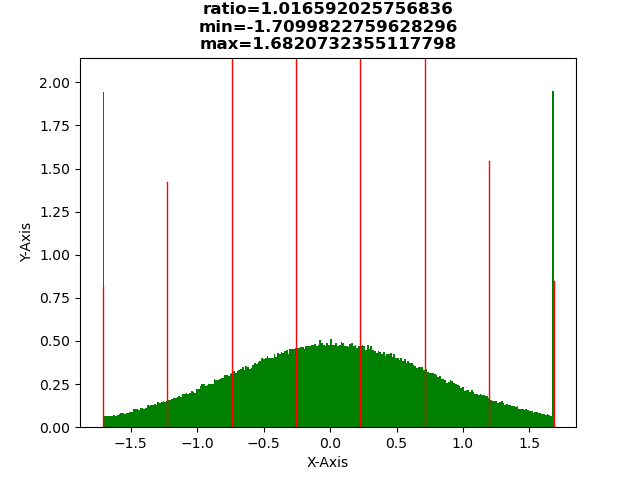 ratio=1.016592025756836
min=-1.7099822759628296
max=1.6820732355117798
2.00
1.75
1.50
1.25
1.00
0.75
0.50
0.25
0.00
Y-Axis
−1.5 −1.0 −0.5 0.0 0.5 1.0 1.5
X-Axis